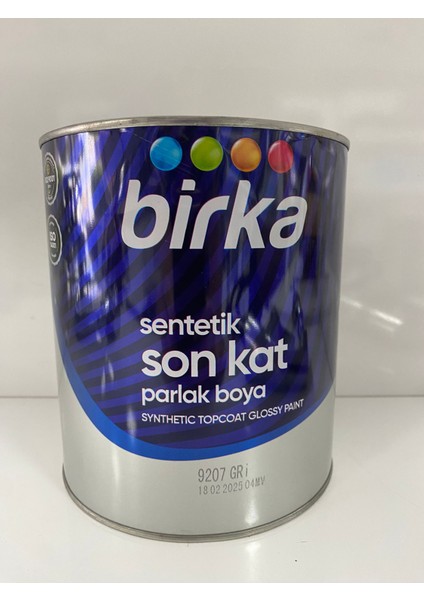 birka
sentetik
son kat
parlak boya
SYNTHETIC TOPCOAT GLOSSY PAINT
9207 GRi
18 02 2025 04MV